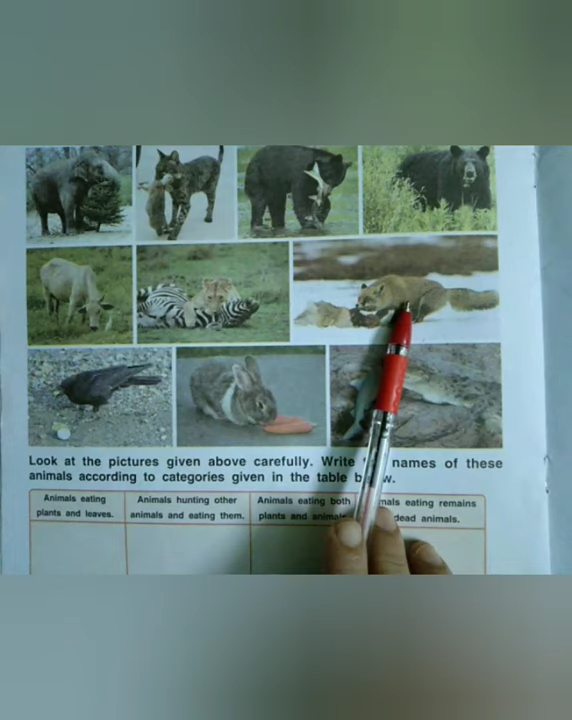 Look at the pictures given above carefully. Write names of these
animals according to categories given in the table
Animals eating
plants and leaves.
Animals hunting other
animals and eating them.
Animals eating both
plants and
eating remains
dead animals.